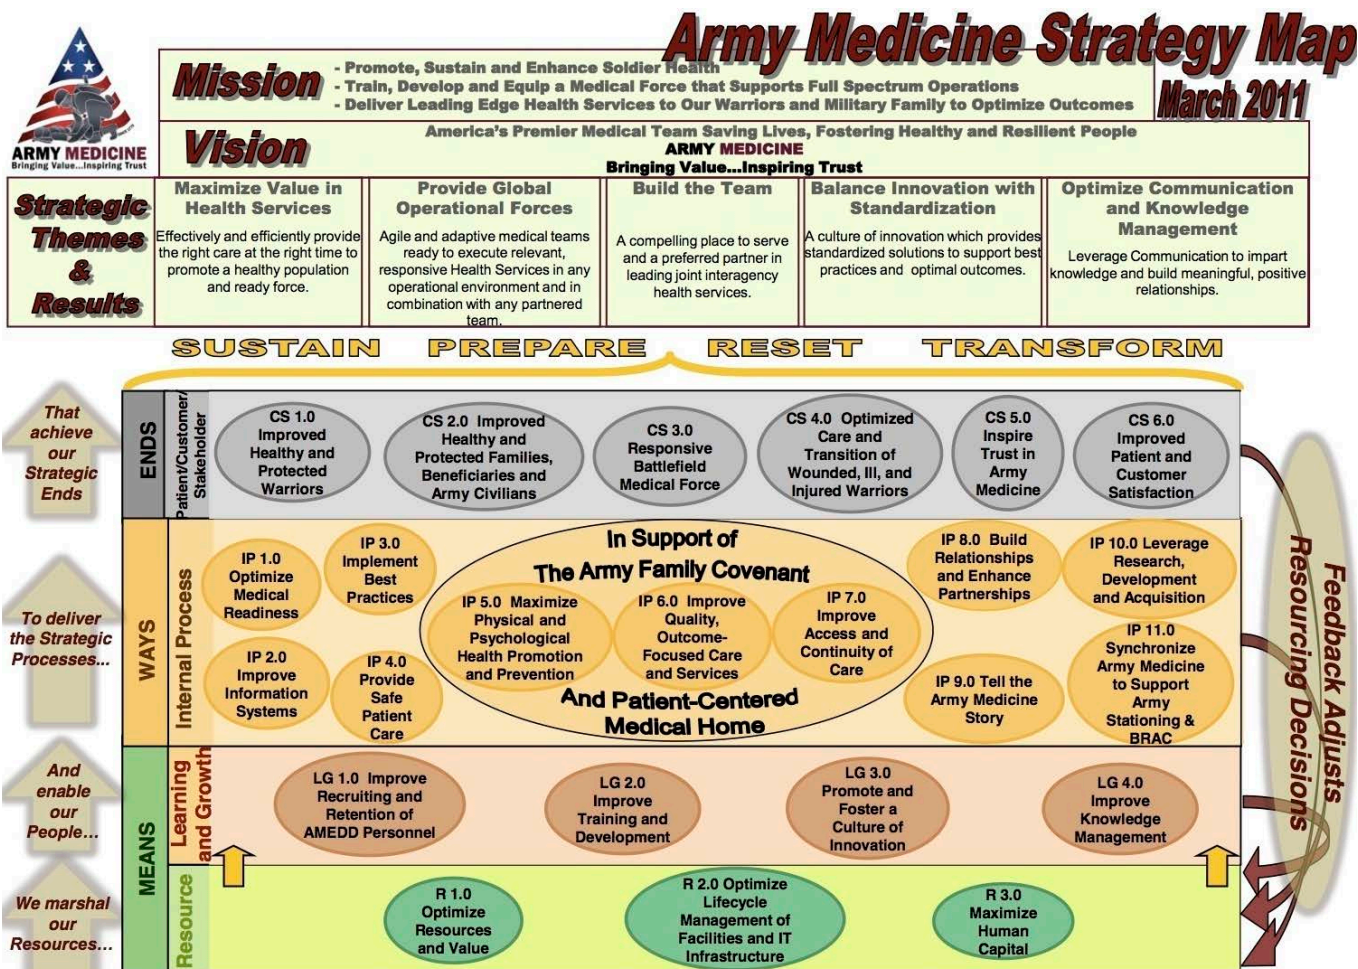 Army Medicine Strategy Map
March 2011
ARMY MEDICINE
Bringing Value...Inspiring Trust
Mission
- Promote, Sustain and Enhance Soldier Health
- Train, Develop and Equip a Medical Force that Supports Full Spectrum Operations
- Deliver Leading Edge Health Services to Our Warriors and Military Family to Optimize Outcomes
Vision
America's Premier Medical Team Saving Lives, Fostering Healthy and Resilient People
ARMY MEDICINE
Bringing Value...Inspiring Trust
Strategic
Themes
&
Results
Maximize Value in
Health Services
Effectively and efficiently provide
the right care at the right time to
promote a healthy population
and ready force.
Provide Global
Operational Forces
Agile and adaptive medical teams
ready to execute relevant,
responsive Health Services in any
operational environment and in
combination with any partnered
team.
Build the Team
A compelling place to serve
and a preferred partner in
leading joint interagency
health services.
Balance Innovation with
Standardization
A culture of innovation which provides
standardized solutions to support best
practices and optimal outcomes.
Optimize Communication
and Knowledge
Management
Leverage Communication to impart
knowledge and build meaningful, positive
relationships.
SUSTAIN PREPARE RESET TRANSFORM
That
achieve
our
Strategic
Ends
ENDS
Patient/Customer/
Stakeholder
CS 1.0
Improved
Healthy and
Protected
Warriors
CS 2.0 Improved
Healthy and
Protected Families,
Beneficiaries and
Army Civilians
CS 3.0
Responsive
Battlefield
Medical Force
CS 4.0 Optimized
Care and
Transition of
Wounded, Ill, and
Injured Warriors
CS 5.0
Inspire
Trust in
Army
Medicine
CS 6.0
Improved
Patient and
Customer
Satisfaction
To deliver
the Strategic
Processes...
WAYS
Internal Process
IP 1.0
Optimize
Medical
Readiness
IP 2.0
Improve
Information
Systems
IP 3.0
Implement
Best
Practices
IP 4.0
Provide
Safe
Patient
Care
In Support of
The Army Family Covenant
IP 5.0 Maximize
Physical and
Psychological
Health Promotion
and Prevention
IP 6.0 Improve
Quality,
Outcome-
Focused Care
and Services
IP 7.0
Improve
Access and
Continuity of
Care
And Patient-Centered
Medical Home
IP 8.0 Build
Relationships
and Enhance
Partnerships
IP 9.0 Tell the
Army Medicine
Story
IP 10.0 Leverage
Research,
Development
and Acquisition
IP 11.0
Synchronize
Army Medicine
to Support
Army
Stationing &
BRAC
And
enable
our
People...
MEANS
Learning
and Growth
LG 1.0 Improve
Recruiting and
Retention of
AMEDD Personnel
LG 2.0
Improve
Training and
Development
LG 3.0
Promote and
Foster a
Culture of
Innovation
LG 4.0
Improve
Knowledge
Management
We marshal
our
Resources...
Resource
R 1.0
Optimize
Resources
and Value
R 2.0 Optimize
Lifecycle
Management of
Facilities and IT
Infrastructure
R 3.0
Maximize
Human
Capital
Feedback Adjusts
Resourcing Decisions